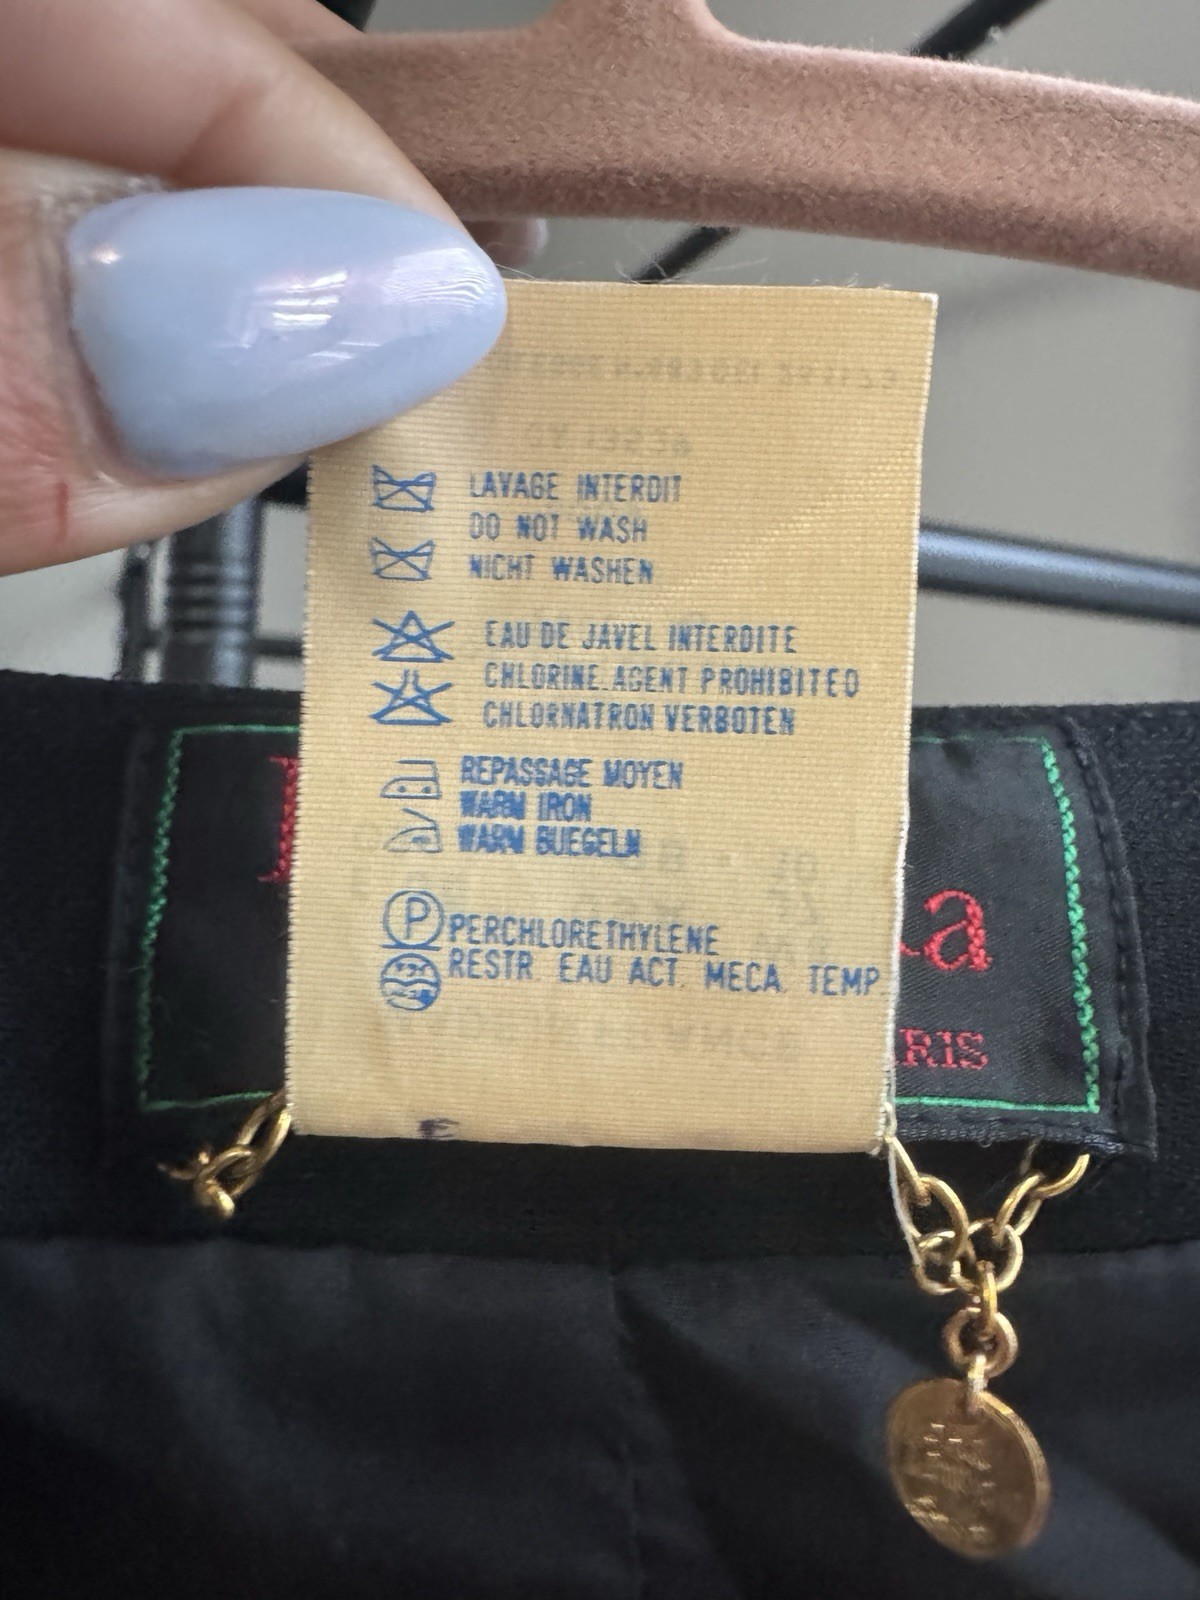 LAVAGE INTERDIT
DO NOT WASH
NICHT WASHEN
EAU DE JAVEL INTERDITE
CHLORINE AGENT PROHIBITED
CHLORNATRON VERBOTEN
REPASSAGE MOYEN
WARM IRON
WARM BUEGELN
P
PERCHLORETHYLENE
RESTR. EAU ACT. MECA. TEMP.
a
RIS